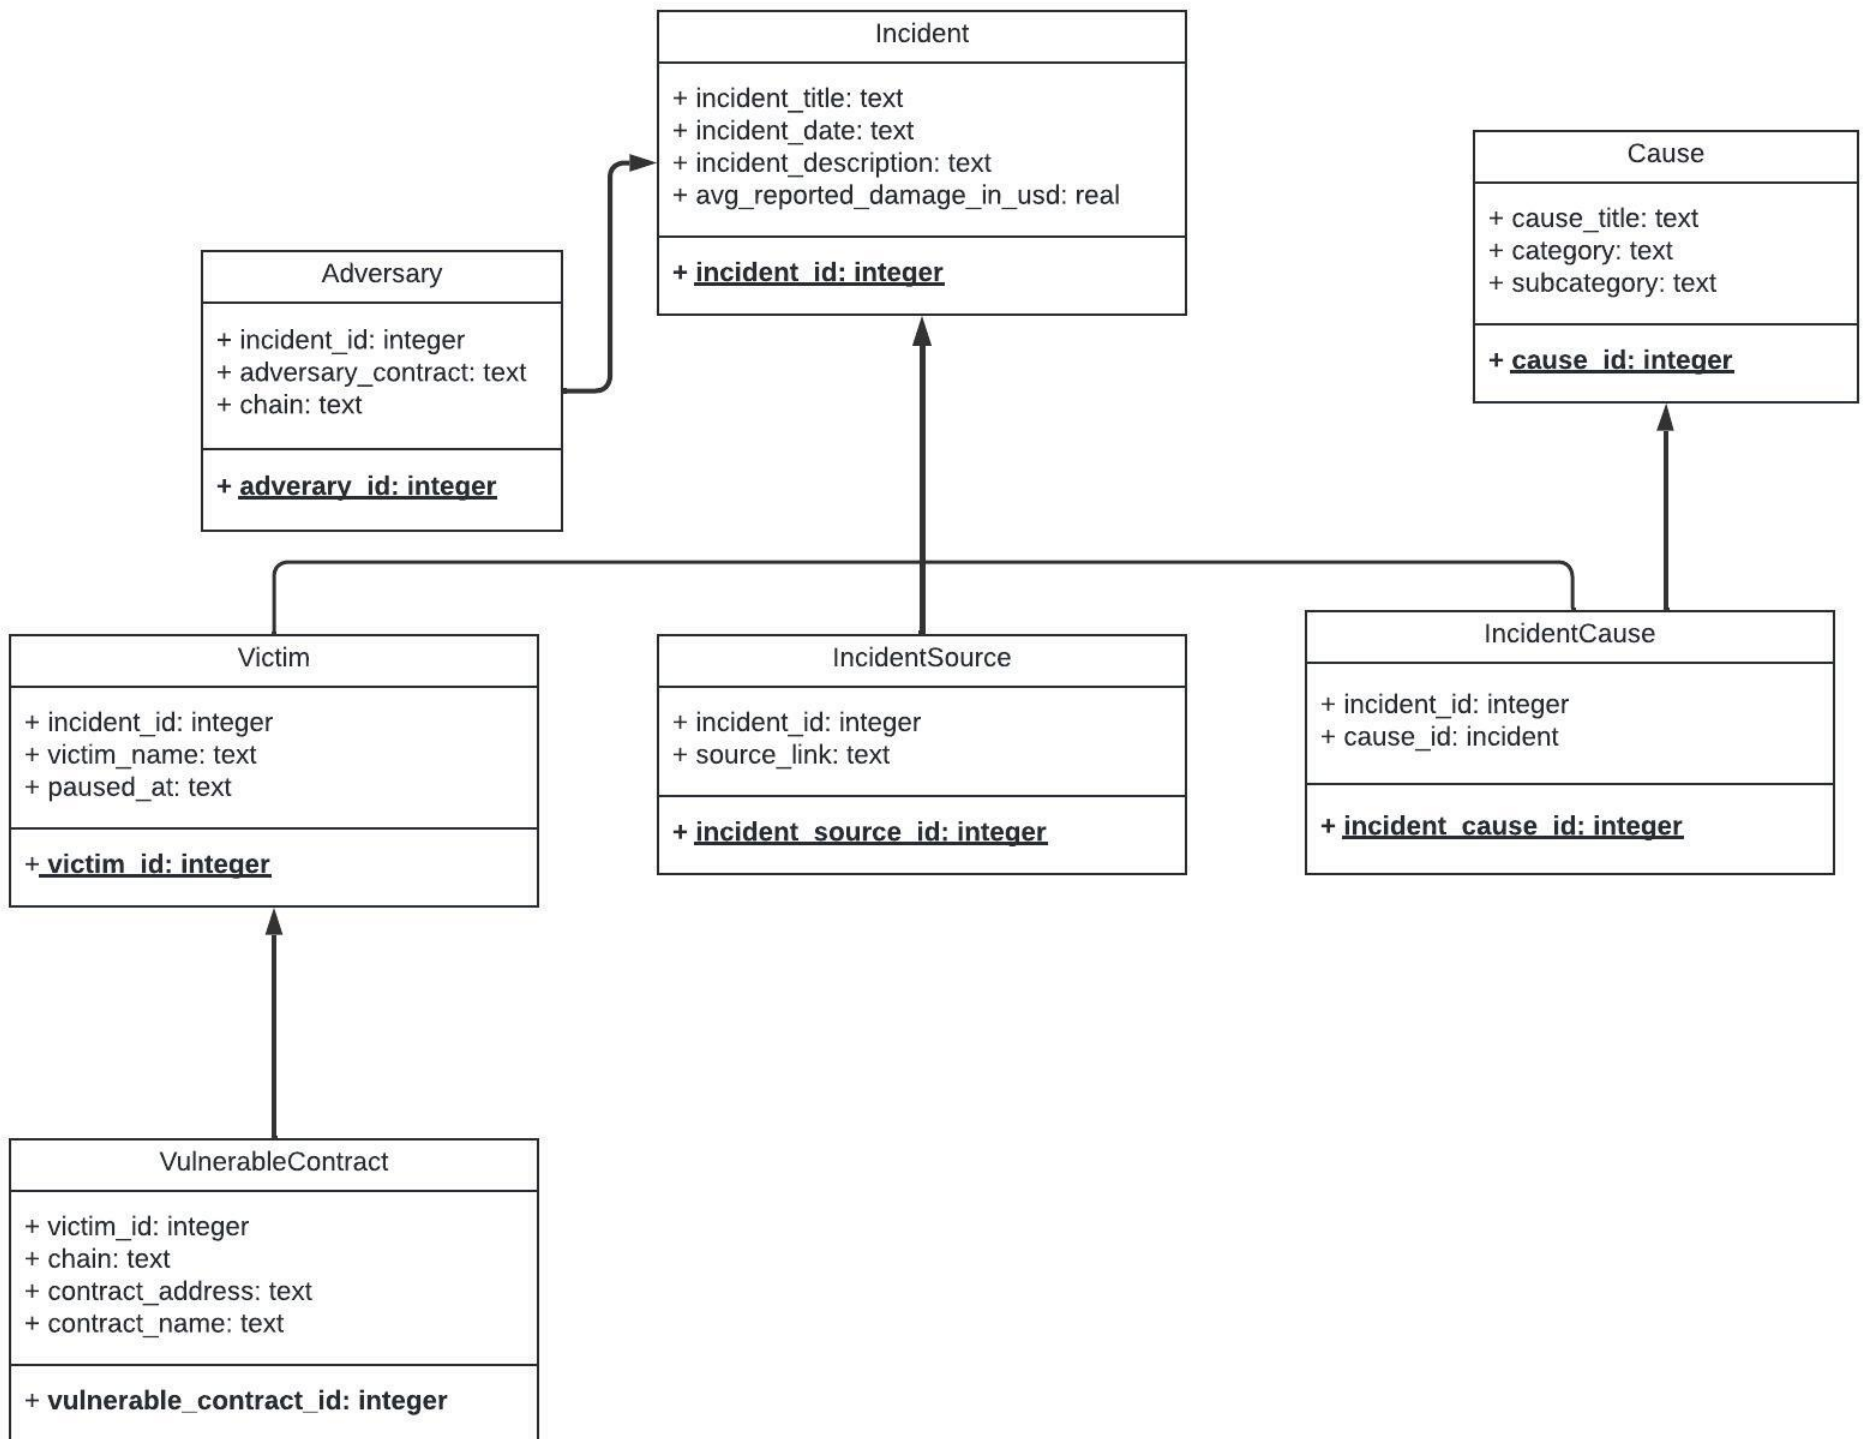 Incident
+ incident_title: text
+ incident_date: text
+ incident_description: text
+ avg_reported_damage_in_usd: real
+ incident_id: integer
Cause
+ cause_title: text
+ category: text
+ subcategory: text
+ cause_id: integer
Adversary
+ incident_id: integer
+ adversary_contract: text
+ chain: text
+ adverary_id: integer
Victim
+ incident_id: integer
+ victim_name: text
+ paused_at: text
+ victim_id: integer
IncidentSource
+ incident_id: integer
+ source_link: text
+ incident_source_id: integer
IncidentCause
+ incident_id: integer
+ cause_id: incident
+ incident_cause_id: integer
VulnerableContract
+ victim_id: integer
+ chain: text
+ contract_address: text
+ contract_name: text
+ vulnerable_contract_id: integer